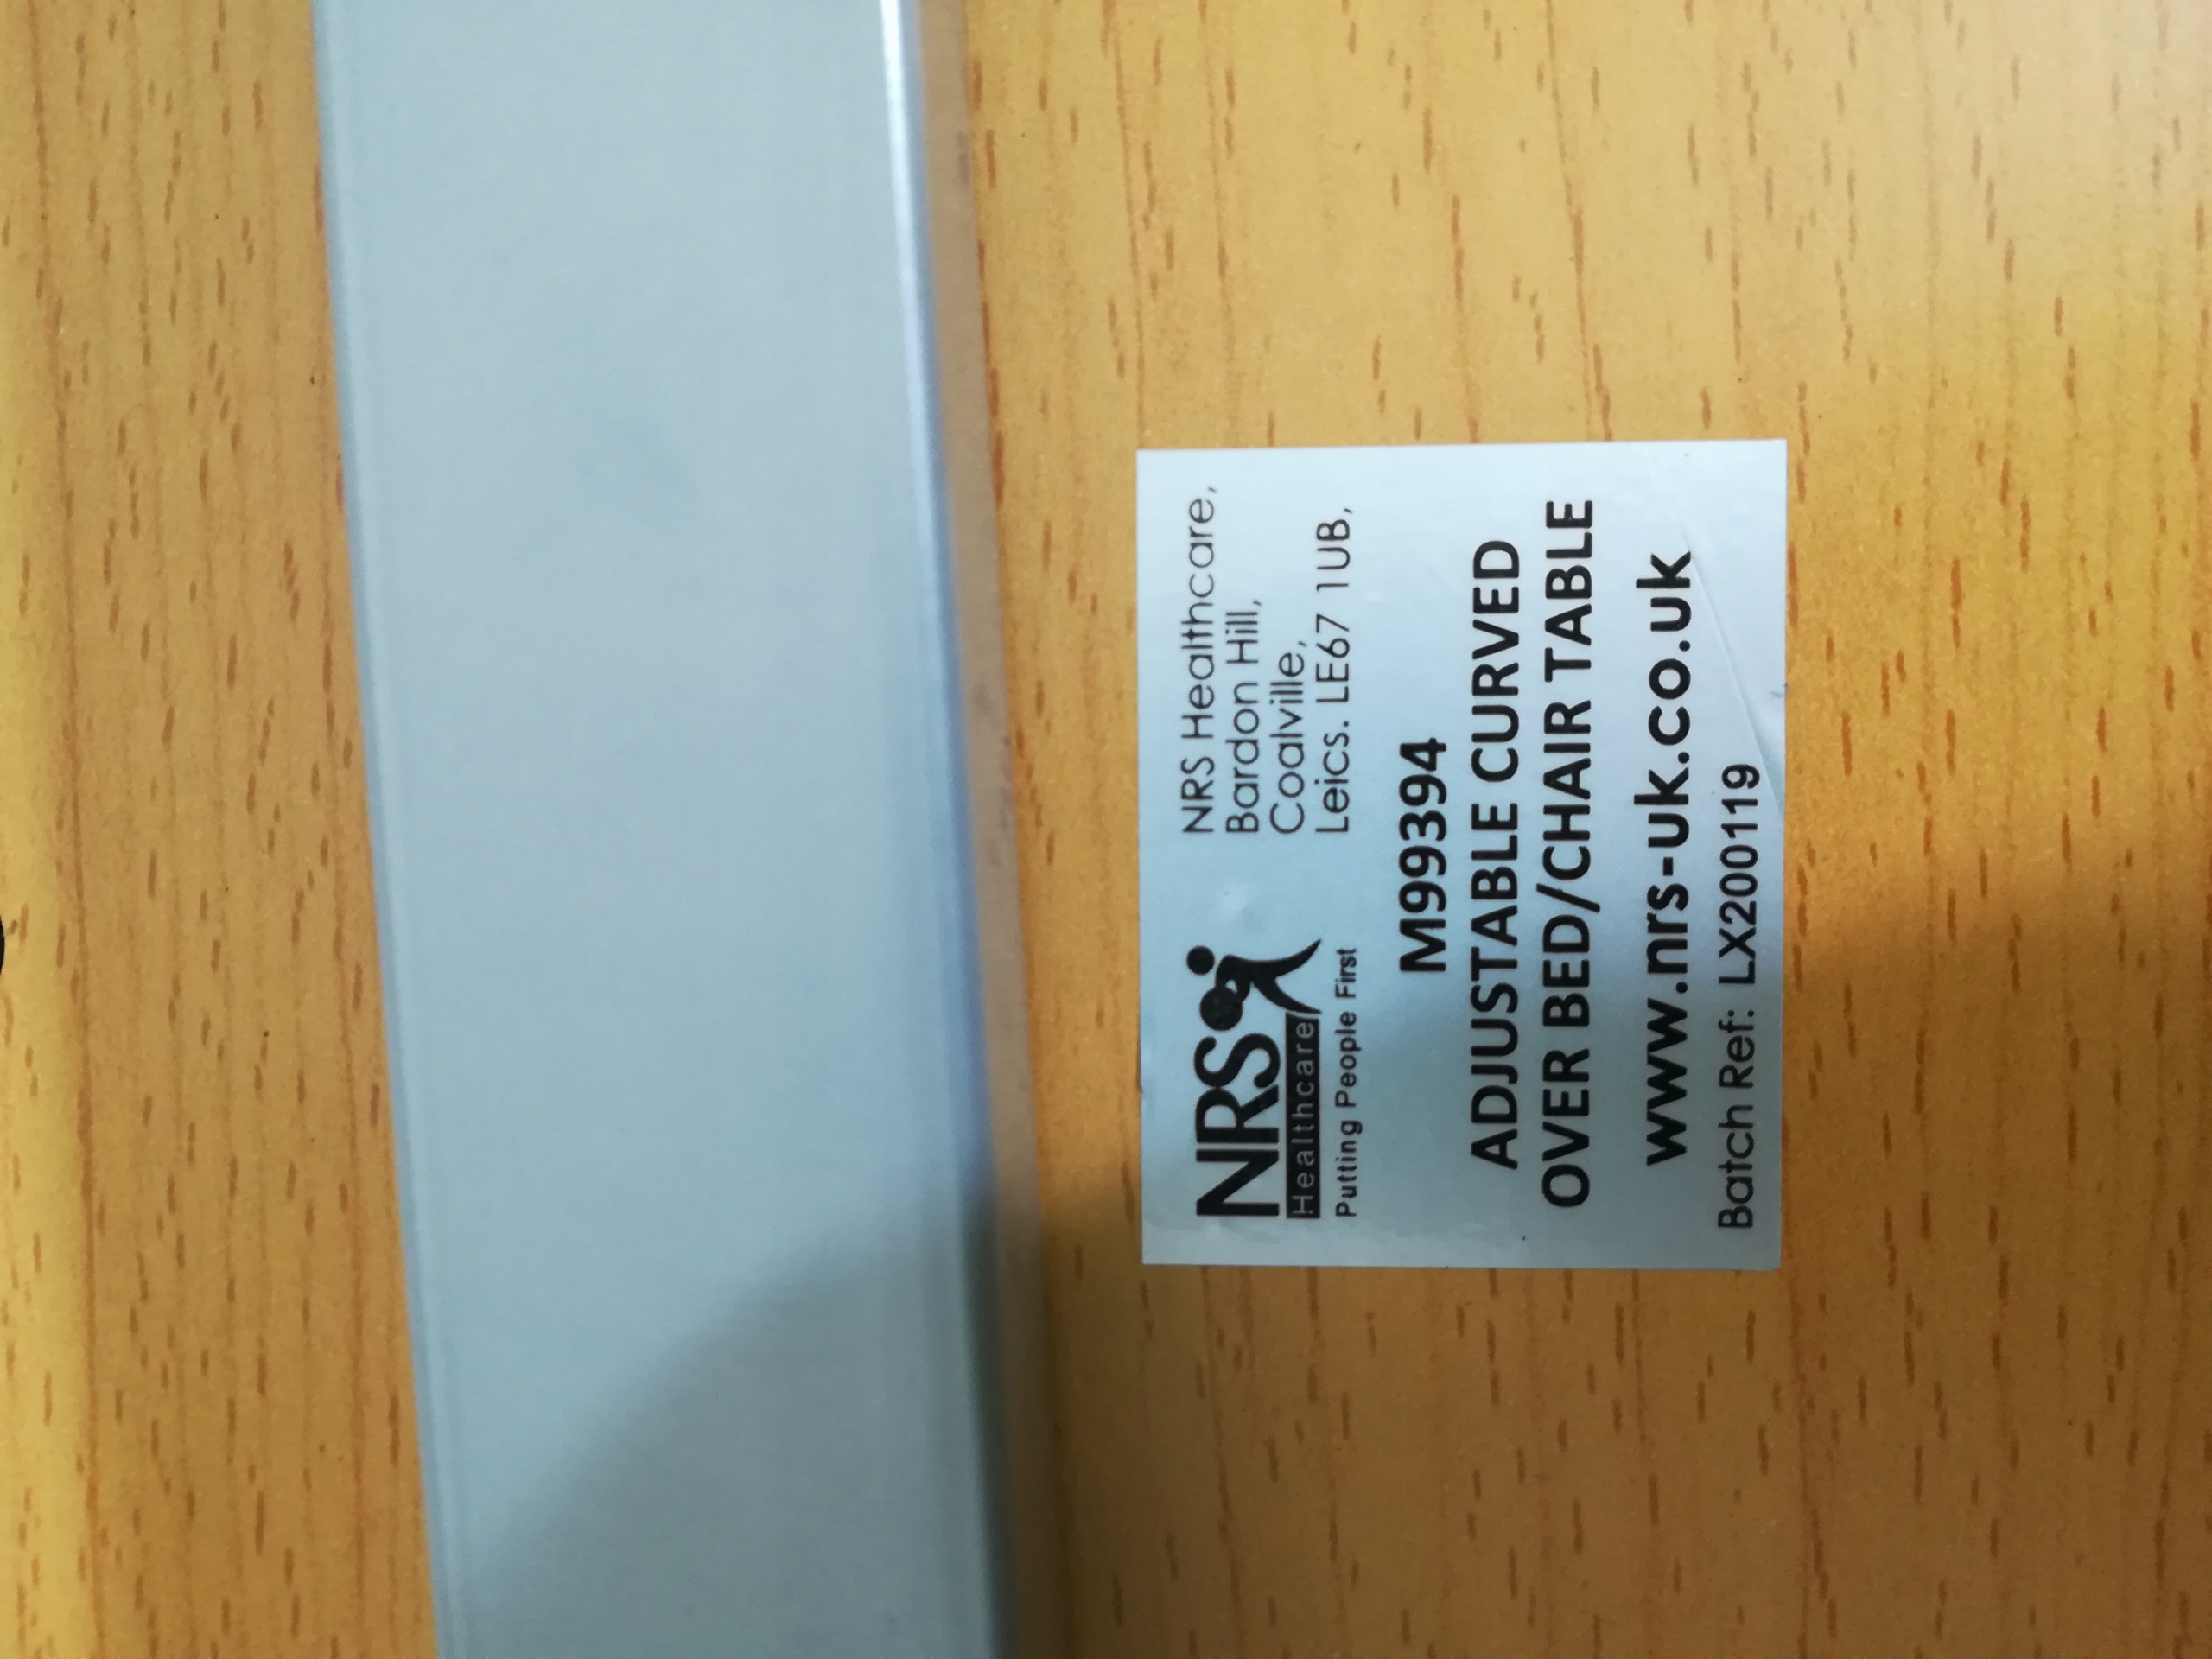 NRS
Healthcare
Putting People First
NRS Healthcare,
Bardon Hill,
Coalville,
Leics. LE67 1UB,
M99394
ADJUSTABLE CURVED
OVER BED/CHAIR TABLE
www.nrs-uk.co.uk
Batch Ref: LX200119